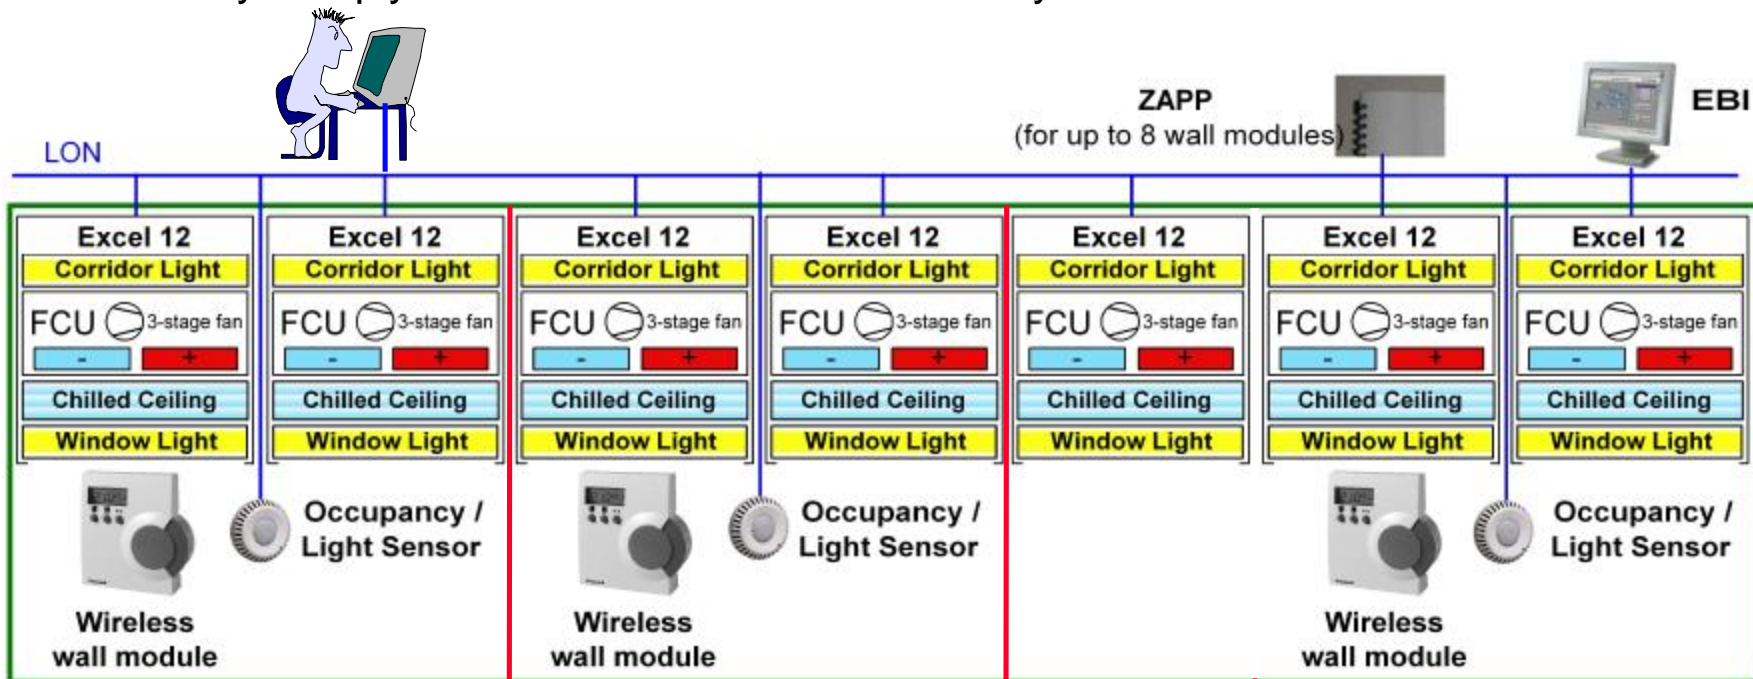 ZAPP
(for up to 8 wall modules)
EBI
LON
Excel 12
Corridor Light
FCU 3-stage fan
- +
Chilled Ceiling
Window Light
Excel 12
Corridor Light
FCU 3-stage fan
- +
Chilled Ceiling
Window Light
Excel 12
Corridor Light
FCU 3-stage fan
- +
Chilled Ceiling
Window Light
Excel 12
Corridor Light
FCU 3-stage fan
- +
Chilled Ceiling
Window Light
Excel 12
Corridor Light
FCU 3-stage fan
- +
Chilled Ceiling
Window Light
Excel 12
Corridor Light
FCU 3-stage fan
- +
Chilled Ceiling
Window Light
Excel 12
Corridor Light
FCU 3-stage fan
- +
Chilled Ceiling
Window Light
Occupancy /
Light Sensor
Wireless
wall module
Occupancy /
Light Sensor
Wireless
wall module
Occupancy /
Light Sensor
Wireless
wall module